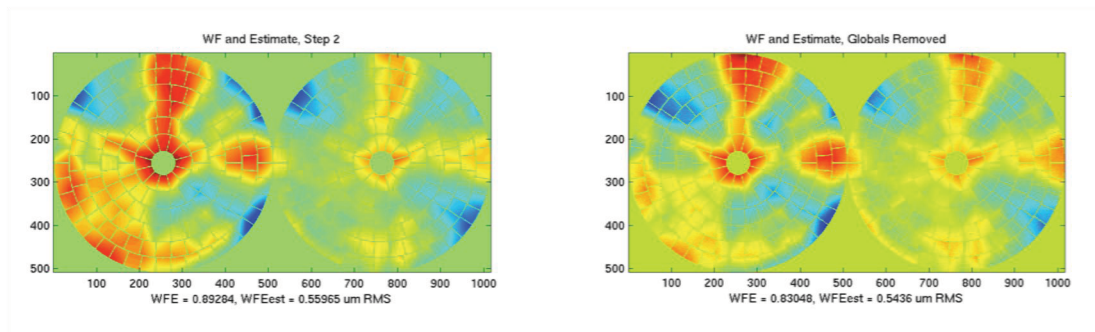 WF and Estimate, Step 2
100
200
300
400
500
100 200 300 400 500 600 700 800 900 1000
WFE = 0.89284, WFEest = 0.55965 um RMS
WF and Estimate, Globals Removed
100
200
300
400
500
100 200 300 400 500 600 700 800 900 1000
WFE = 0.83048, WFEest = 0.5436 um RMS